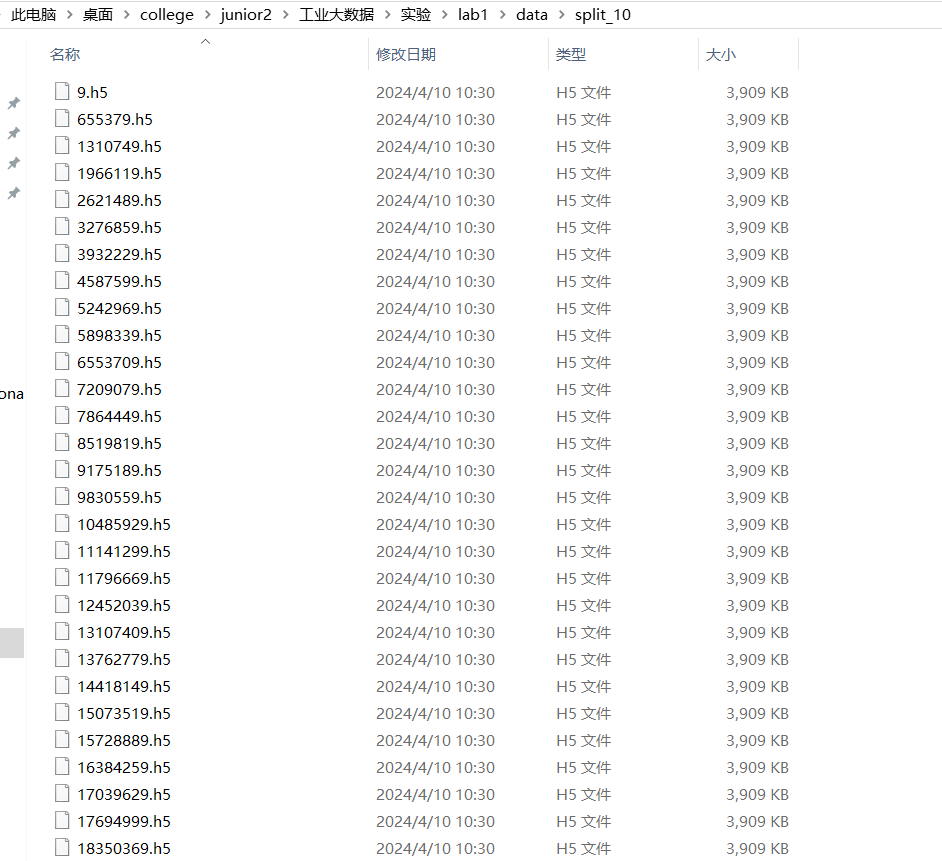 此电脑 > 桌面 > college > junior2 > 工业大数据 > 实验 > lab1 > data > split_10
名称 修改日期 类型 大小
9.h5 2024/4/10 10:30 H5 文件 3,909 KB
655379.h5 2024/4/10 10:30 H5 文件 3,909 KB
1310749.h5 2024/4/10 10:30 H5 文件 3,909 KB
1966119.h5 2024/4/10 10:30 H5 文件 3,909 KB
2621489.h5 2024/4/10 10:30 H5 文件 3,909 KB
3276859.h5 2024/4/10 10:30 H5 文件 3,909 KB
3932229.h5 2024/4/10 10:30 H5 文件 3,909 KB
4587599.h5 2024/4/10 10:30 H5 文件 3,909 KB
5242969.h5 2024/4/10 10:30 H5 文件 3,909 KB
5898339.h5 2024/4/10 10:30 H5 文件 3,909 KB
6553709.h5 2024/4/10 10:30 H5 文件 3,909 KB
ona 7209079.h5 2024/4/10 10:30 H5 文件 3,909 KB
7864449.h5 2024/4/10 10:30 H5 文件 3,909 KB
8519819.h5 2024/4/10 10:30 H5 文件 3,909 KB
9175189.h5 2024/4/10 10:30 H5 文件 3,909 KB
9830559.h5 2024/4/10 10:30 H5 文件 3,909 KB
10485929.h5 2024/4/10 10:30 H5 文件 3,909 KB
11141299.h5 2024/4/10 10:30 H5 文件 3,909 KB
11796669.h5 2024/4/10 10:30 H5 文件 3,909 KB
12452039.h5 2024/4/10 10:30 H5 文件 3,909 KB
13107409.h5 2024/4/10 10:30 H5 文件 3,909 KB
13762779.h5 2024/4/10 10:30 H5 文件 3,909 KB
14418149.h5 2024/4/10 10:30 H5 文件 3,909 KB
15073519.h5 2024/4/10 10:30 H5 文件 3,909 KB
15728889.h5 2024/4/10 10:30 H5 文件 3,909 KB
16384259.h5 2024/4/10 10:30 H5 文件 3,909 KB
17039629.h5 2024/4/10 10:30 H5 文件 3,909 KB
17694999.h5 2024/4/10 10:30 H5 文件 3,909 KB
18350369.h5 2024/4/10 10:30 H5 文件 3,909 KB